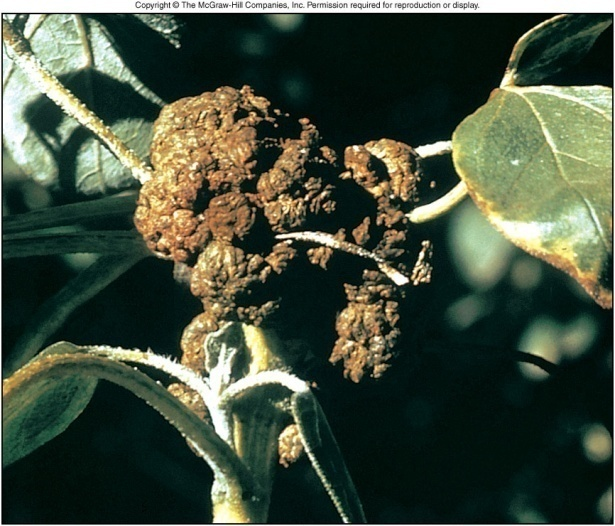 Copyright © The McGraw-Hill Companies, Inc. Permission required for reproduction or display.